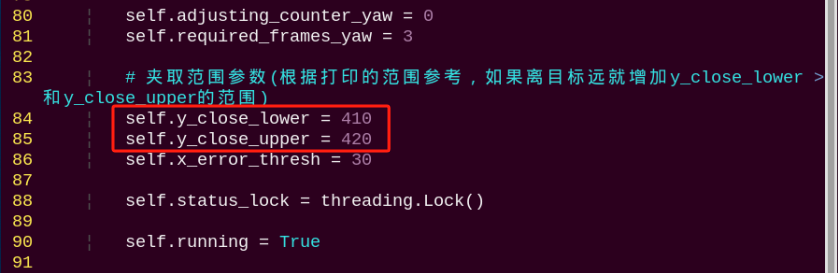 80 self.adjusting_counter_yaw = 0
81 self.required_frames_yaw = 3
82
83 # 夹取范围参数(根据打印的范围参考，如果离目标远就增加y_close_lower >
和y_close_upper的范围)
84 self.y_close_lower = 410
85 self.y_close_upper = 420
86 self.x_error_thresh = 30
87
88 self.status_lock = threading.Lock()
89
90 self.running = True
91